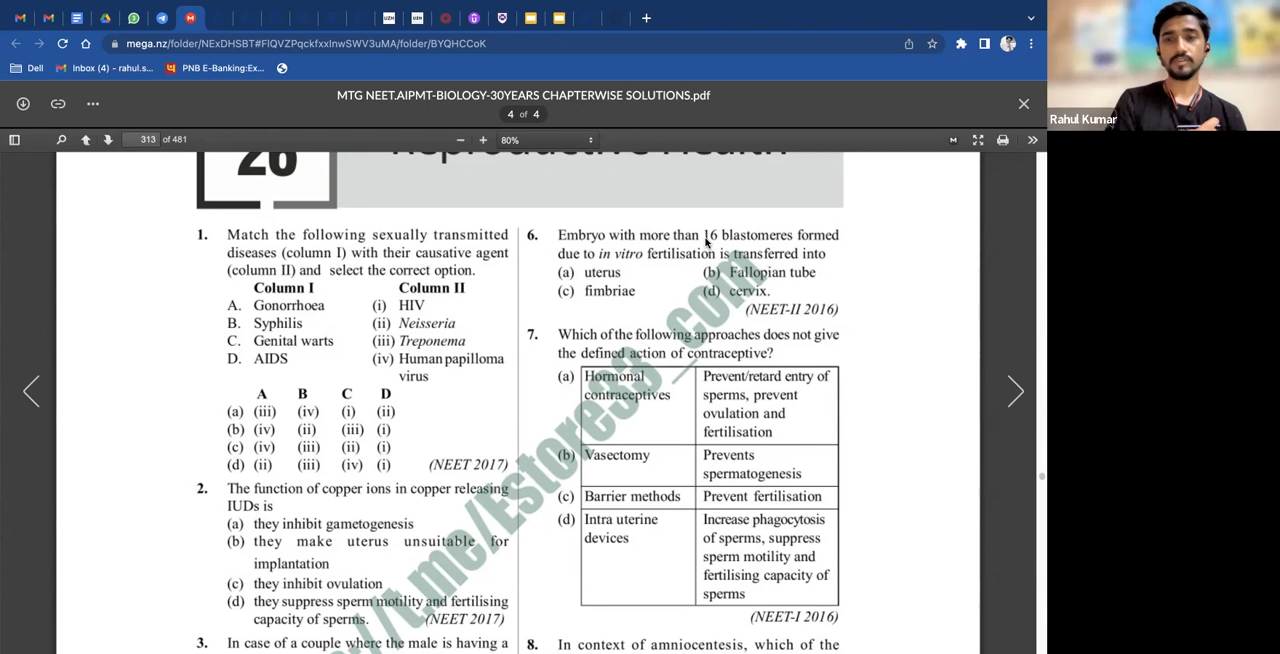 UZH
UZH
mega.nz/folder/NExDHSBT#FlQVZPqckfxxInwSWV3uMA/folder/BYQHCCoK
Dell
Inbox (4) - rahul.s...
PNB E-Banking:Ex...
MTG NEET.AIPMT-BIOLOGY-30YEARS CHAPTERWISE SOLUTIONS.pdf
4 of 4
Rahul Kumar
313 of 481
80%
26
Reproductive Health
1. Match the following sexually transmitted
diseases (column I) with their causative agent
(column II) and select the correct option.
Column I Column II
A. Gonorrhoea (i) HIV
B. Syphilis (ii) Neisseria
C. Genital warts (iii) Treponema
D. AIDS (iv) Human papilloma
virus
A B C D
(a) (iii) (iv) (i) (ii)
(b) (iv) (ii) (iii) (i)
(c) (iv) (iii) (ii) (i)
(d) (ii) (iii) (iv) (i) (NEET 2017)
2. The function of copper ions in copper releasing
IUDs is
(a) they inhibit gametogenesis
(b) they make uterus unsuitable for
implantation
(c) they inhibit ovulation
(d) they suppress sperm motility and fertilising
capacity of sperms. (NEET 2017)
3. In case of a couple where the male is having a
6. Embryo with more than 16 blastomeres formed
due to in vitro fertilisation is transferred into
(a) uterus (b) Fallopian tube
(c) fimbriae (d) cervix.
(NEET-II 2016)
7. Which of the following approaches does not give
the defined action of contraceptive?
(a) Hormonal contraceptives Prevent/retard entry of
sperms, prevent
ovulation and
fertilisation
(b) Vasectomy Prevents
spermatogenesis
(c) Barrier methods Prevent fertilisation
(d) Intra uterine devices Increase phagocytosis
of sperms, suppress
sperm motility and
fertilising capacity of
sperms
(NEET-I 2016)
8. In context of amniocentesis, which of the
://t.me/Estore33_com